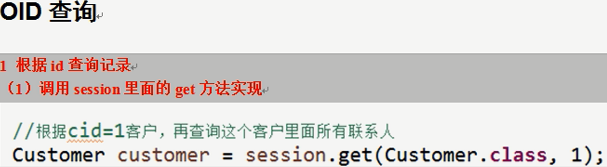 OID 查询
1 根据 id 查询记录
（1）调用 session 里面的 get 方法实现
//根据cid=1客户，再查询这个客户里面所有联系人
Customer customer = session.get(Customer.class, 1);